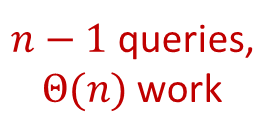 n − 1 queries,
Θ(n) work